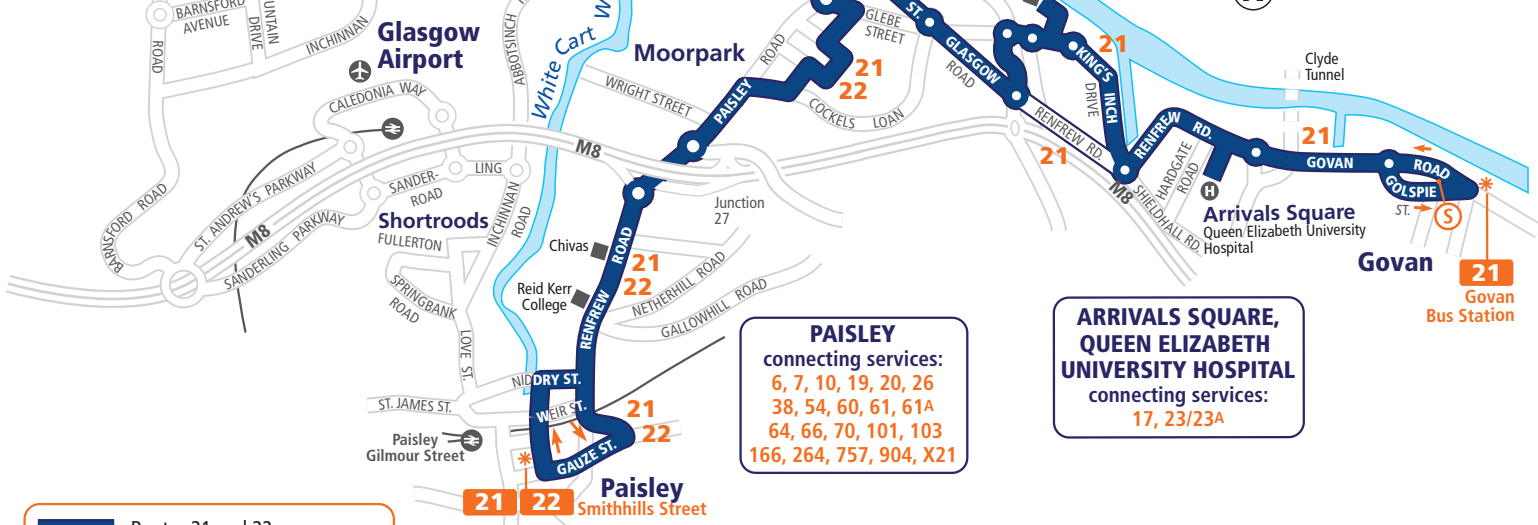 BARNSFORD
AVENUE
ROAD
DRIVE
INCHINNAN
Glasgow
Airport
ABBOTSINCH
White Cart W
Moorpark
ROAD
GLEBE
STREET
ST.
GLASGOW
ROAD
21
KING'S
INCH
DRIVE
Clyde
Tunnel
CALEDONIA WAY
WRIGHT STREET
PAISLEY
21
22
COCKELS LOAN
RENFREW RD.
21
M8
RENFREW RD.
HARDGATE
ROAD
21
GOVAN
ROAD
GOLSPIE
ST.
S
M8
LING
SANDER-
ROAD
ST. ANDREW'S PARKWAY
M8
SANDERLING PARKWAY
BARNSFORD ROAD
Shortroods
FULLERTON
INCHINNAN
ROAD
Junction
27
SHIELDHALL RD.
H
Arrivals Square
Queen Elizabeth University
Hospital
Govan
21
Govan
Bus Station
Chivas
ROAD
21
22
Reid Kerr
College
RENFREW
NETHERHILL ROAD
GALLOWHILL ROAD
SPRINGBANK
ROAD
LOVE ST.
NIDDRY ST.
WEIR ST.
ST. JAMES ST.
Paisley
Gilmour Street
GAUZE ST.
21
22
21
22
Paisley
Smithhills Street
PAISLEY
connecting services:
6, 7, 10, 19, 20, 26
38, 54, 60, 61, 61A
64, 66, 70, 101, 103
166, 264, 757, 904, X21
ARRIVALS SQUARE,
QUEEN ELIZABETH
UNIVERSITY HOSPITAL
connecting services:
17, 23/23A